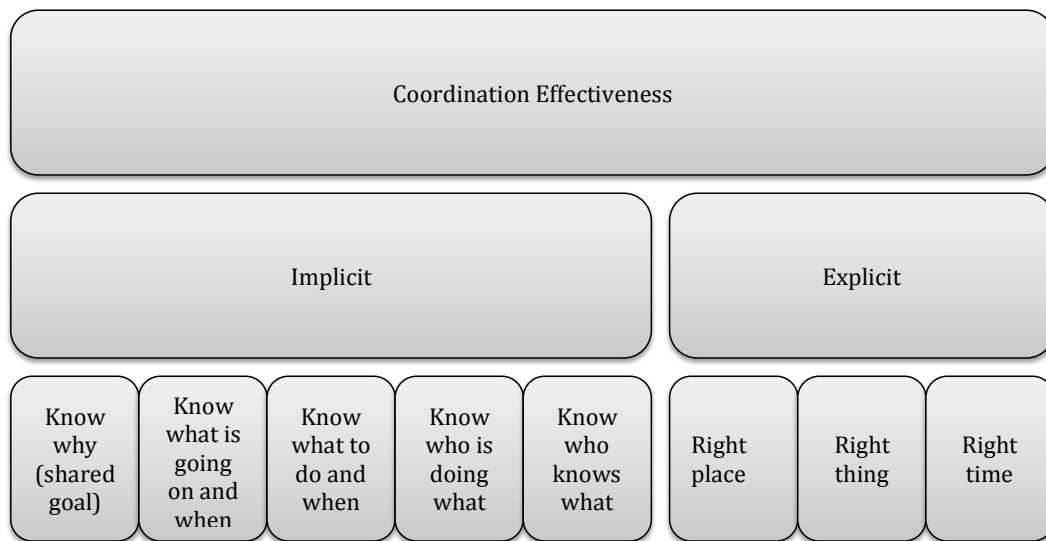 Coordination Effectiveness
Implicit
Explicit
Know
why
(shared
goal)
Know
what is
going
on and
when
Know
what to
do and
when
Know
who is
doing
what
Know
who
knows
what
Right
place
Right
thing
Right
time